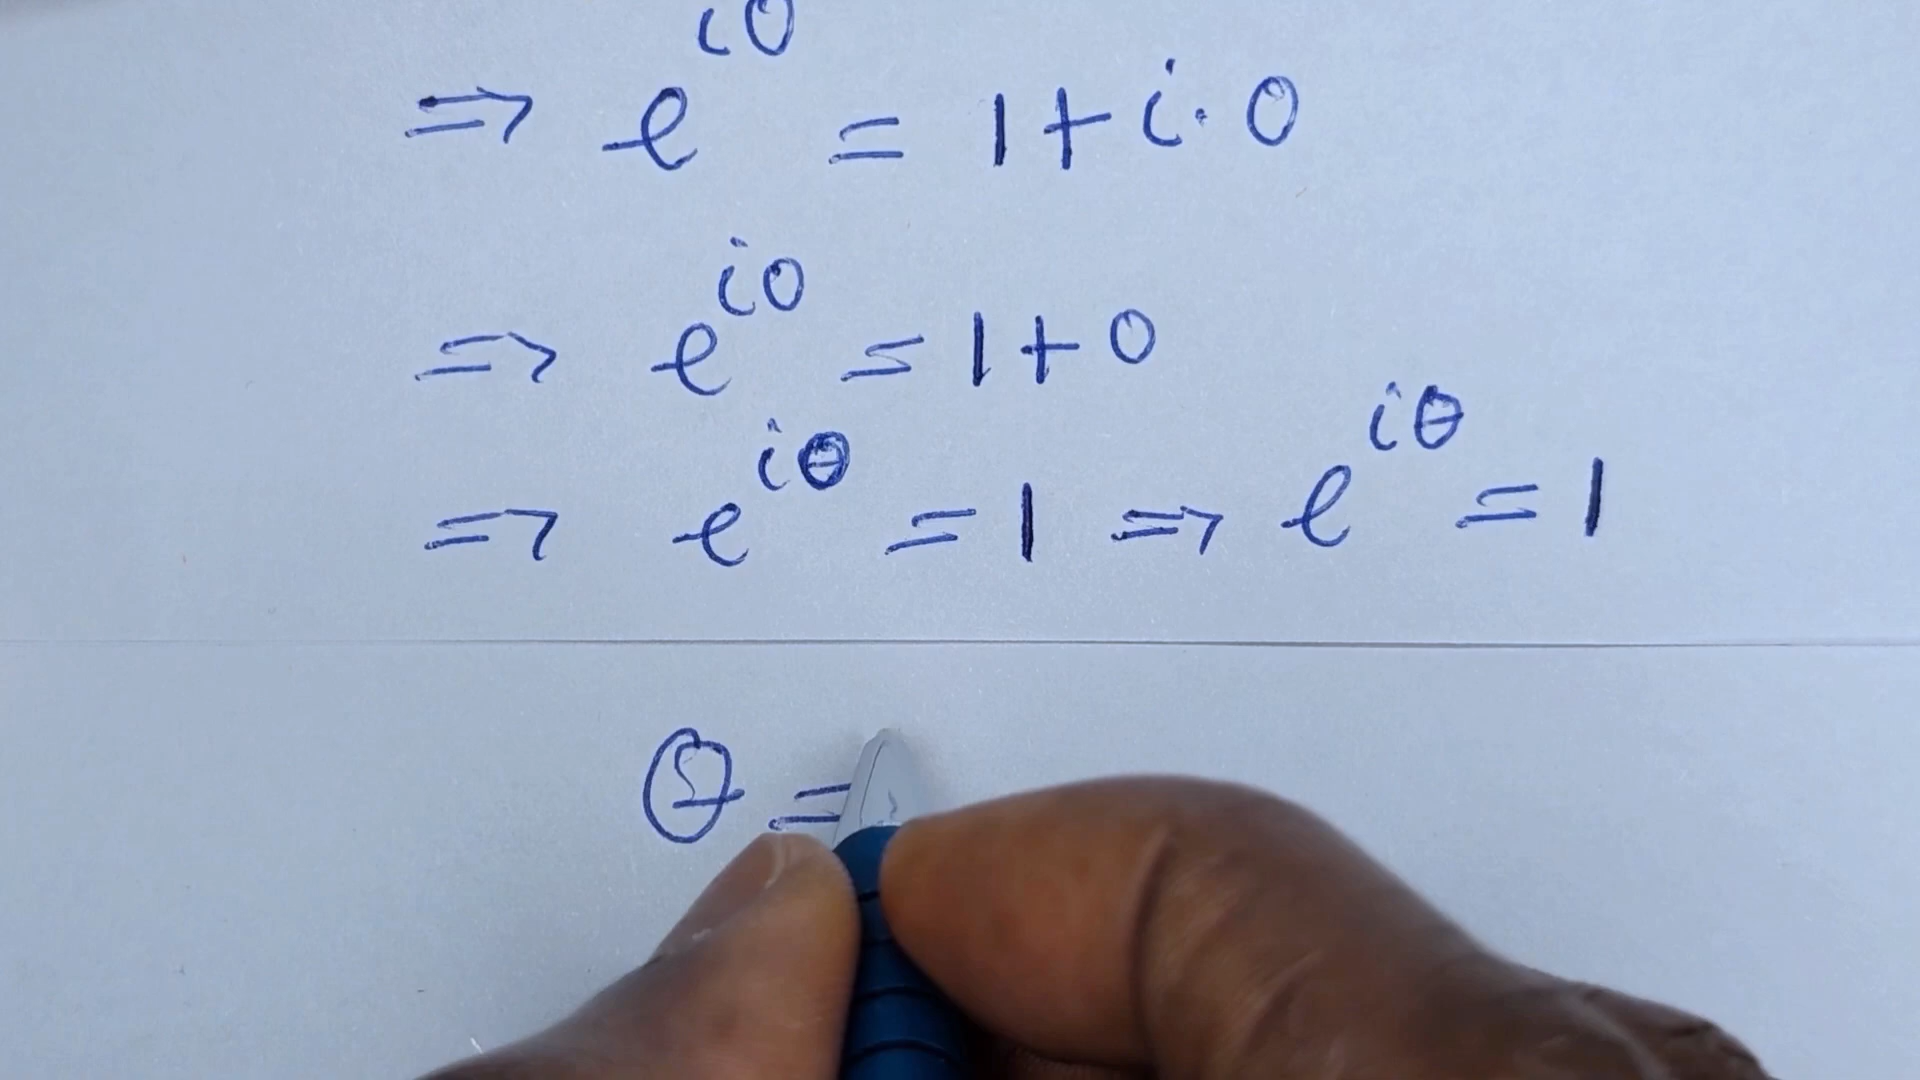 => e^{i0} = 1 + i · 0
=> e^{i0} = 1 + 0
=> e^{iθ} = 1 => e^{iθ} = 1
θ =